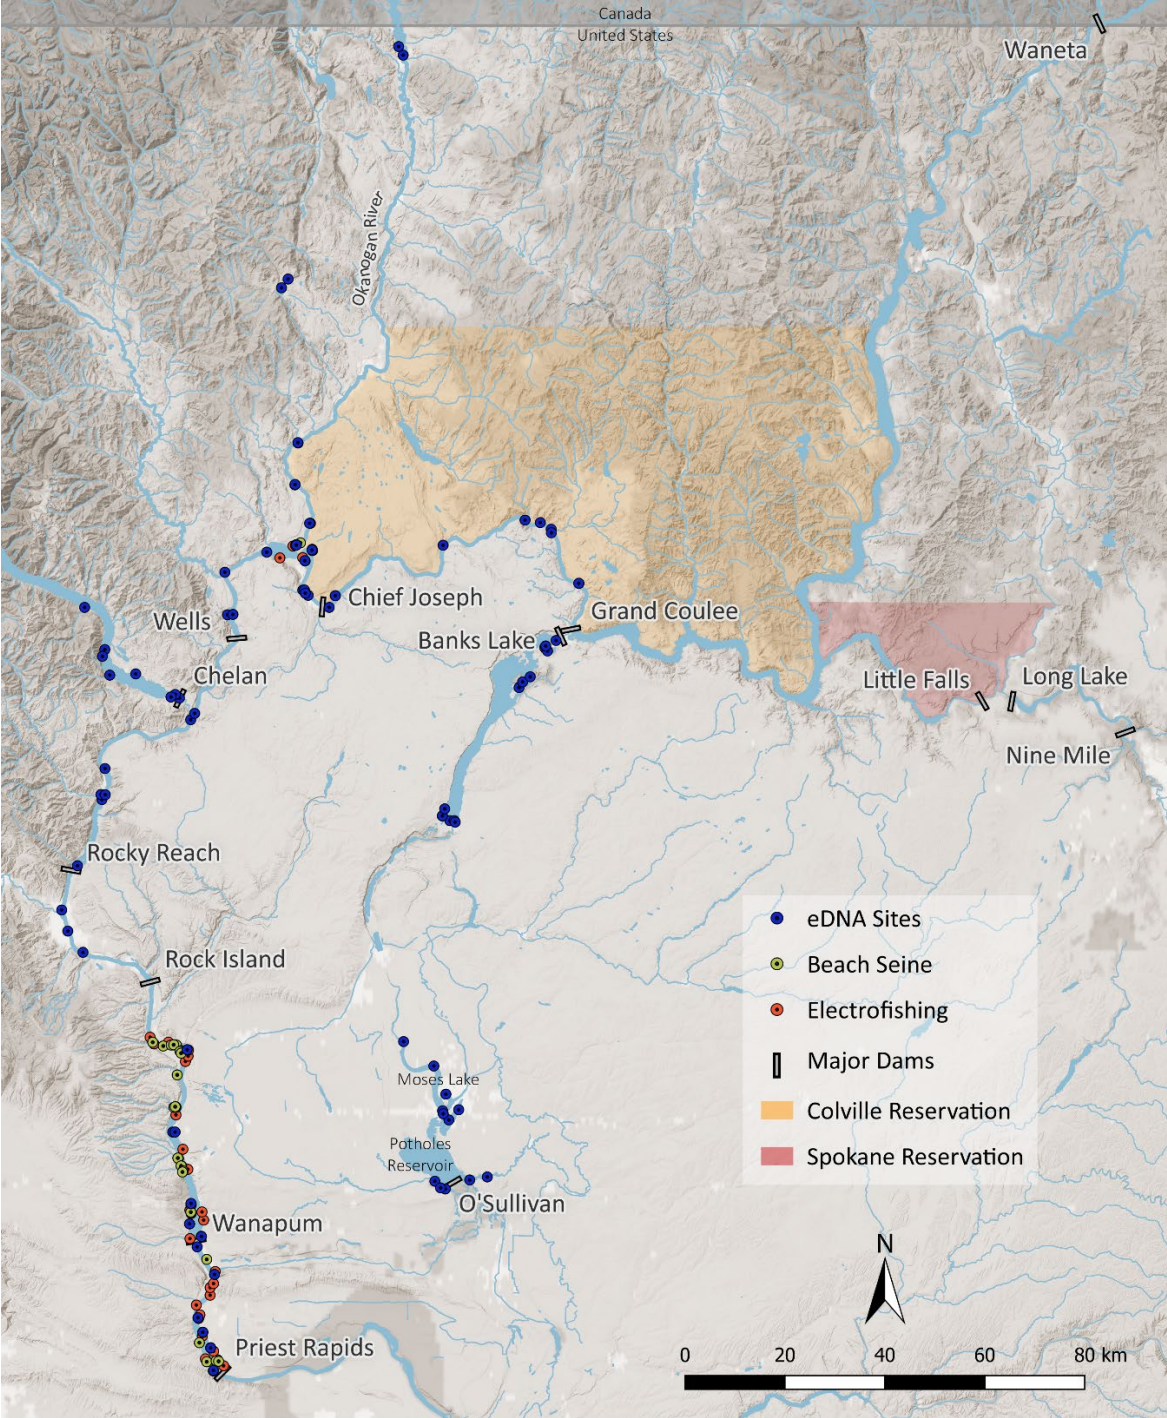 Canada
United States
Waneta
Okanogan River
Chief Joseph
Grand Coulee
Wells
Banks Lake
Chelan
Little Falls
Long Lake
Nine Mile
Rocky Reach
Rock Island
eDNA Sites
Beach Seine
Electrofishing
Major Dams
Colville Reservation
Spokane Reservation
Moses Lake
Potholes
Reservoir
O'Sullivan
Wanapum
N
Priest Rapids
0 20 40 60 80 km